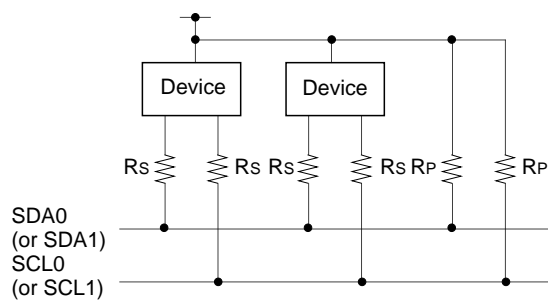 Device Device
RS RS RS RS RP RP
SDA0
(or SDA1)
SCL0
(or SCL1)